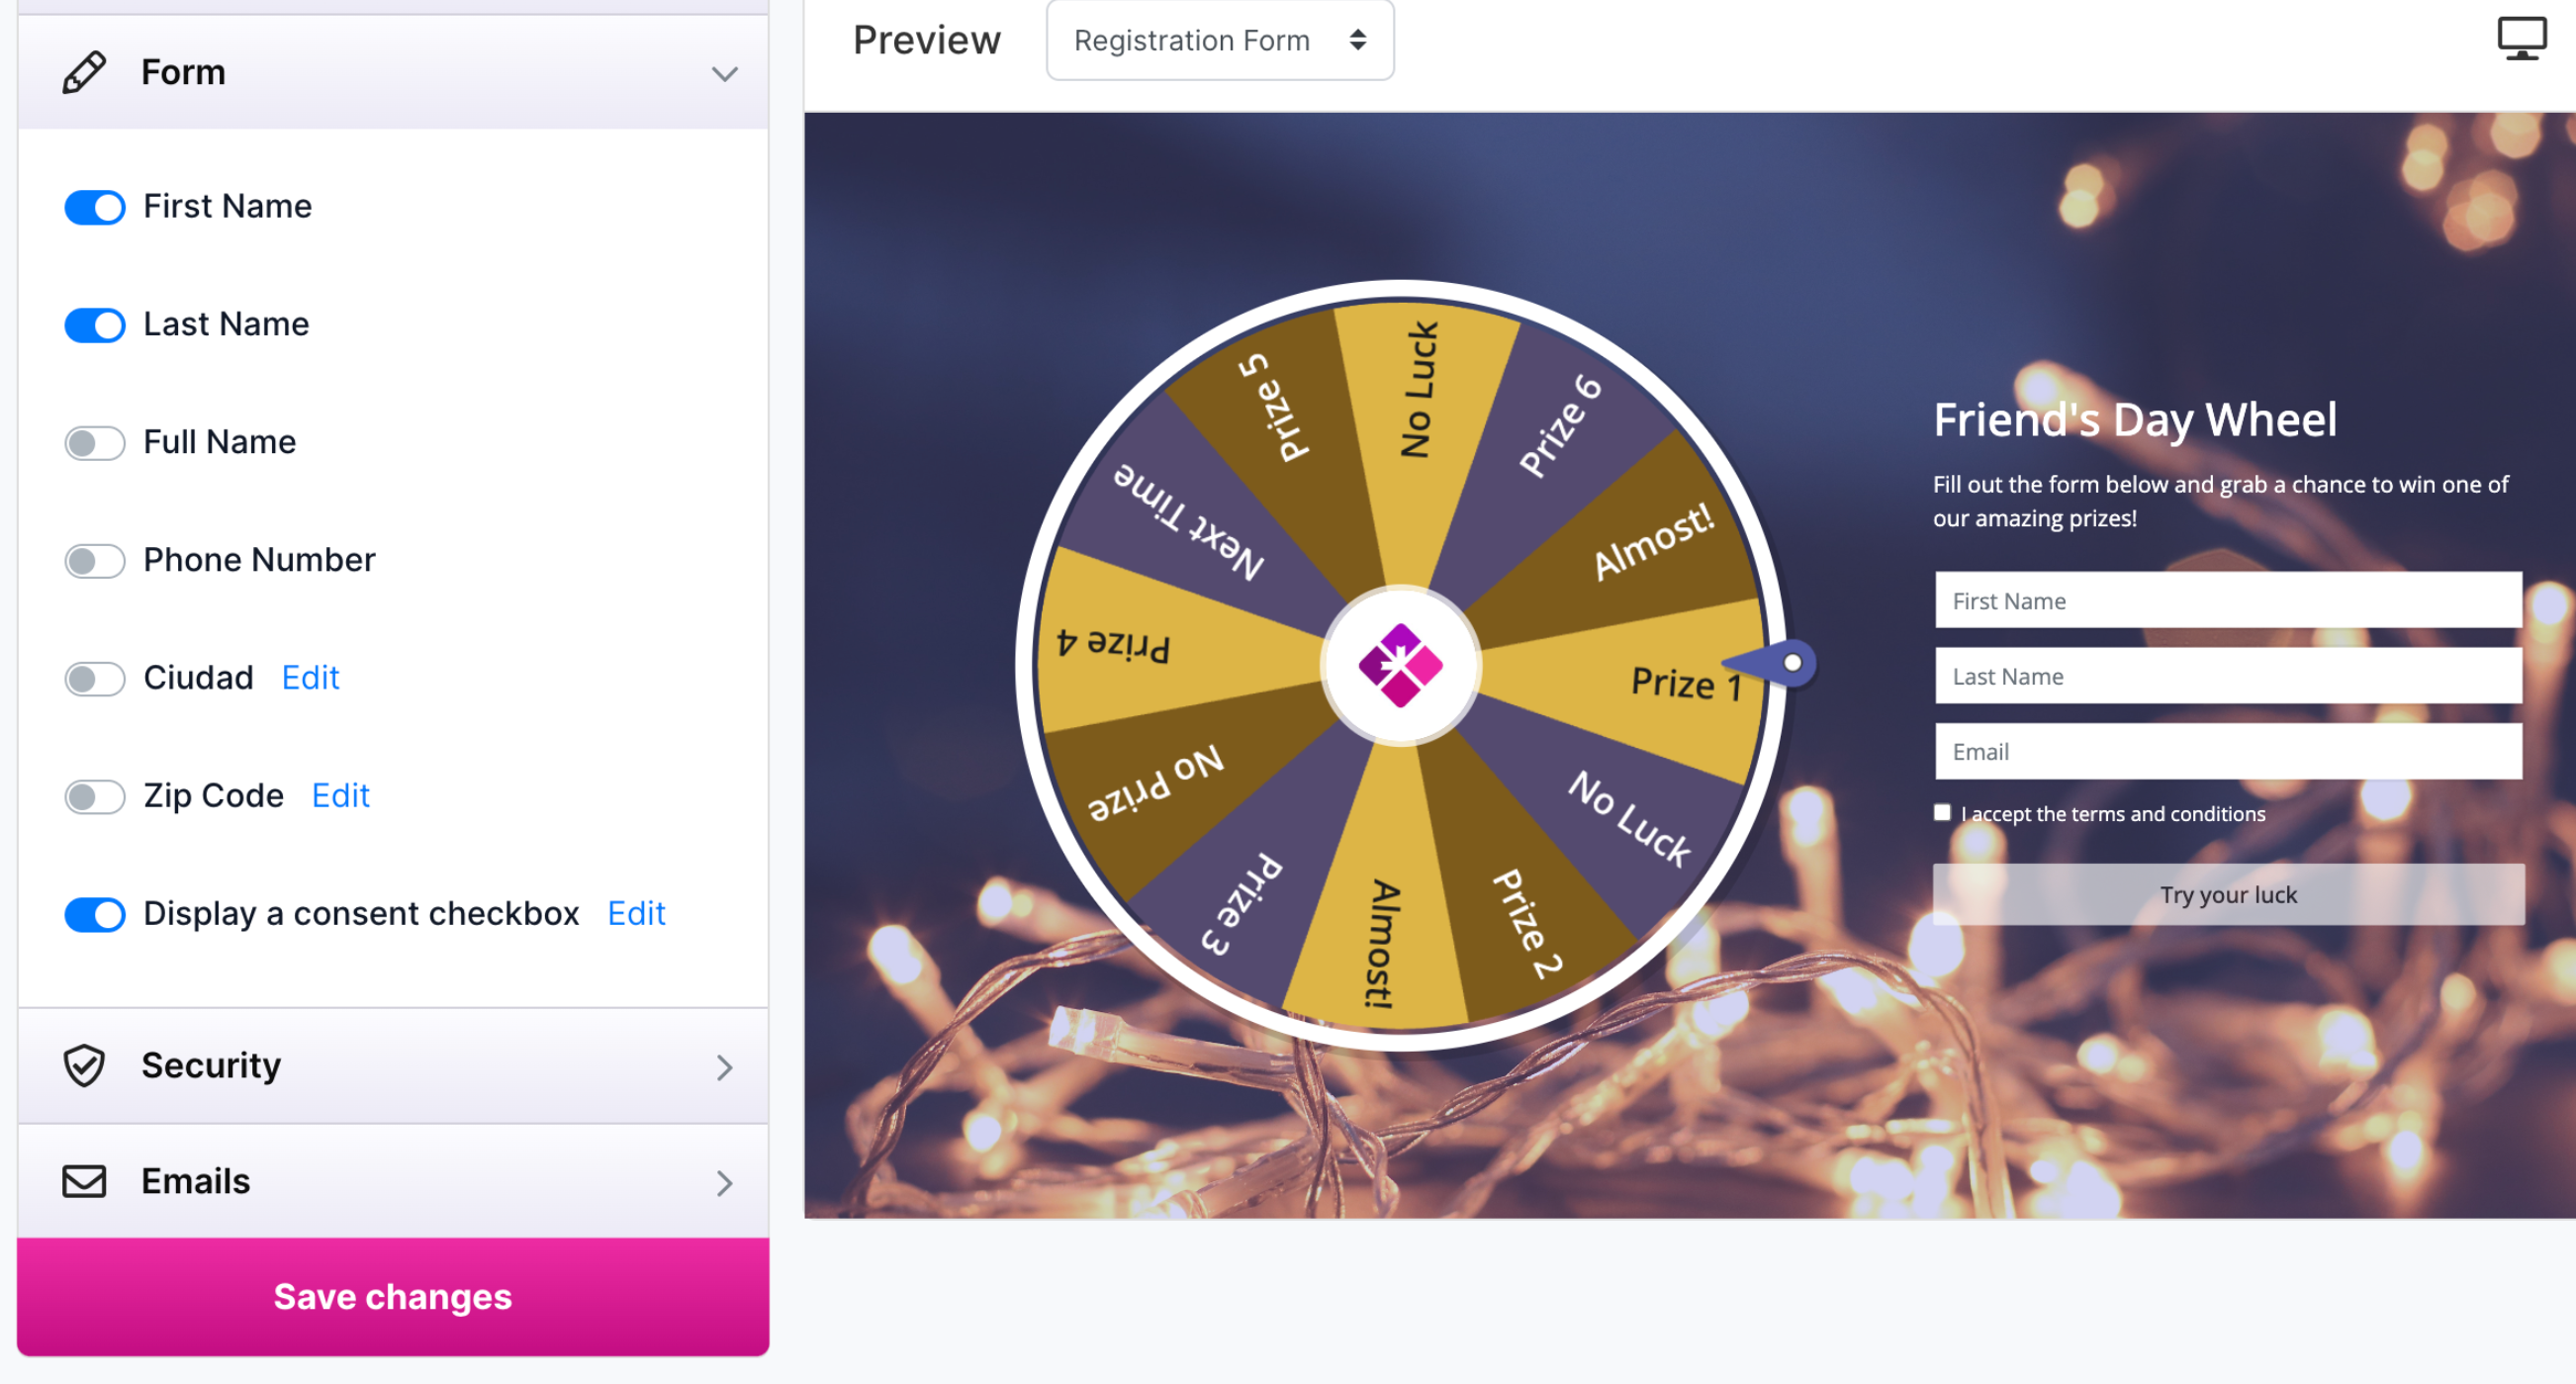 Form
First Name
Last Name
Full Name
Phone Number
Ciudad Edit
Zip Code Edit
Display a consent checkbox Edit
Security
Emails
Save changes
Preview
Registration Form
No Luck
Prize 6
Almost!
Prize 1
No Luck
Prize 2
Almost!
Prize 3
No Prize
Prize 4
Next Time
Prize 5
Friend's Day Wheel
Fill out the form below and grab a chance to win one of
our amazing prizes!
First Name
Last Name
Email
I accept the terms and conditions
Try your luck